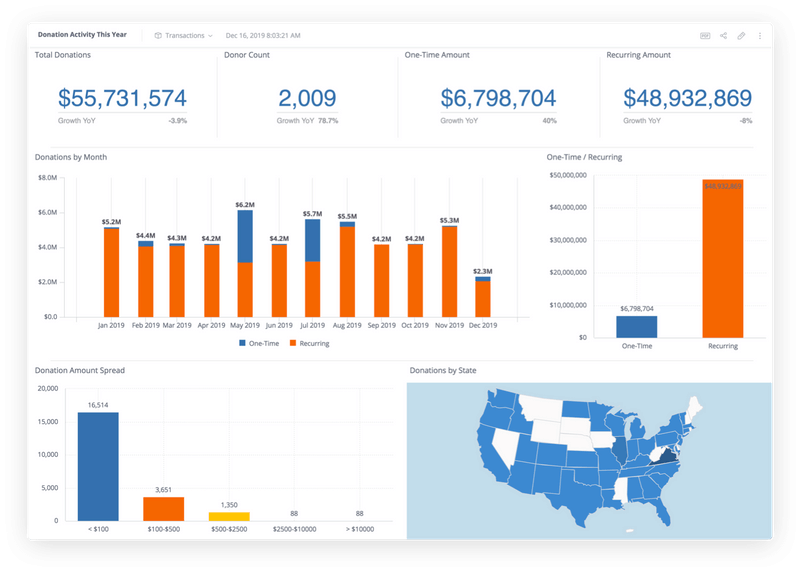 Donation Activity This Year
Transactions
Dec 16, 2019 8:03:21 AM
PDF
Total Donations
Donor Count
One-Time Amount
Recurring Amount
$55,731,574
2,009
$6,798,704
$48,932,869
Growth YoY -3.9%
Growth YoY 78.7%
Growth YoY 40%
Growth YoY -8%
Donations by Month
$8.0M
$6.0M
$4.0M
$2.0M
$0.0
$5.2M
$4.4M
$4.3M
$4.2M
$6.2M
$4.2M
$5.7M
$5.5M
$4.2M
$4.2M
$5.3M
$2.3M
Jan 2019 Feb 2019 Mar 2019 Apr 2019 May 2019 Jun 2019 Jul 2019 Aug 2019 Sep 2019 Oct 2019 Nov 2019 Dec 2019
One-Time Recurring
One-Time / Recurring
$50,000,000
$40,000,000
$30,000,000
$20,000,000
$10,000,000
$0
$6,798,704
$48,932,869
One-Time Recurring
Donation Amount Spread
20,000
15,000
10,000
5,000
0
16,514
3,651
1,350
88
88
< $100 $100-$500 $500-$2500 $2500-$10000 > $10000
Donations by State